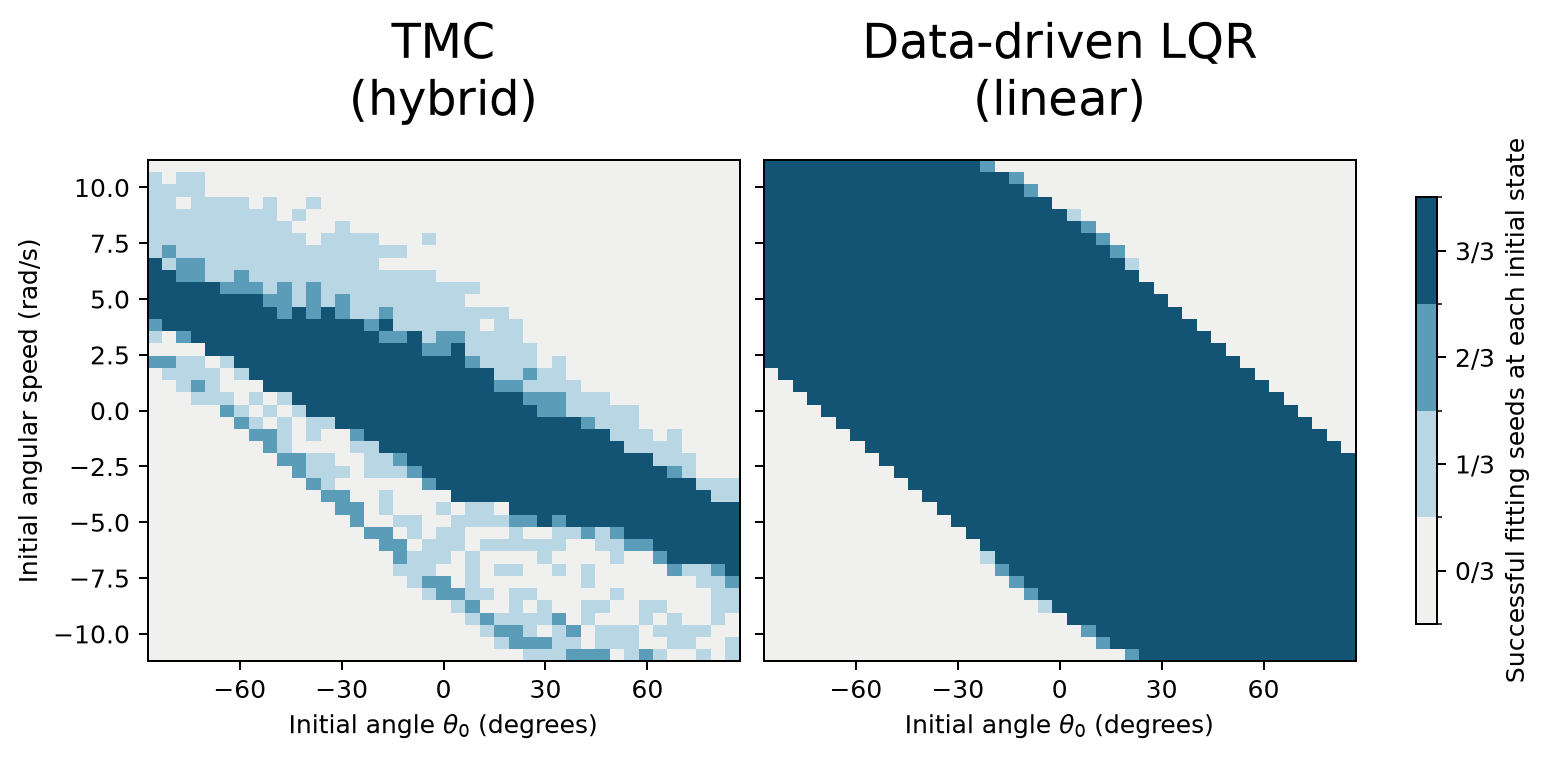 TMC
(hybrid)
Data-driven LQR
(linear)
Initial angular speed (rad/s)
10.0
7.5
5.0
2.5
0.0
−2.5
−5.0
−7.5
−10.0
−60 −30 0 30 60
Initial angle θ₀ (degrees)
−60 −30 0 30 60
Initial angle θ₀ (degrees)
3/3
2/3
1/3
0/3
Successful fitting seeds at each initial state